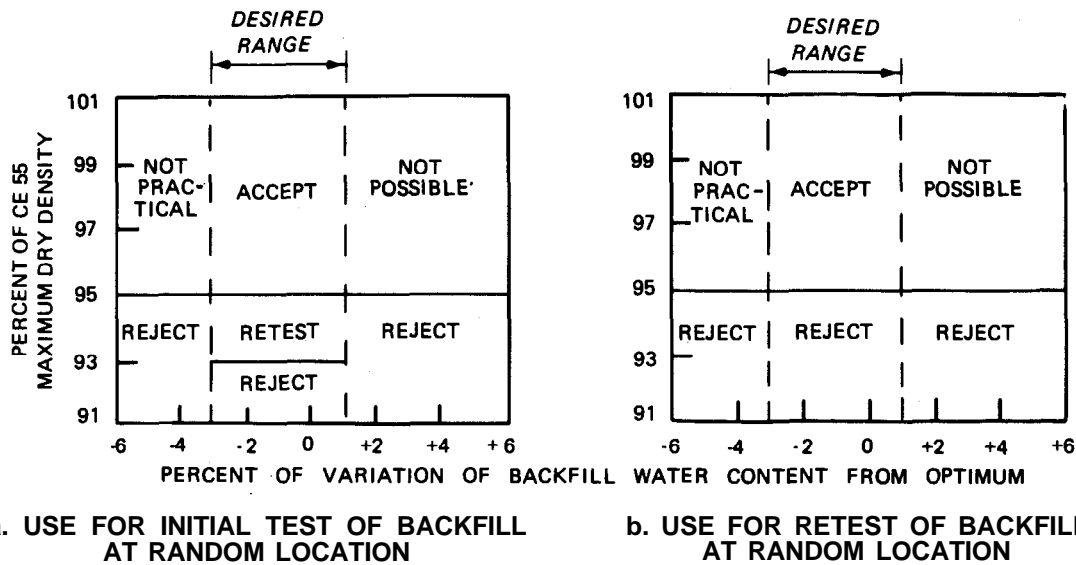 DESIRED
RANGE
101
99
97
95
93
91
PERCENT OF CE 55
MAXIMUM DRY DENSITY
NOT
PRAC-
TICAL
ACCEPT
NOT
POSSIBLE
REJECT
RETEST
REJECT
REJECT
-6
-4
-2
0
+2
+4
+6
DESIRED
RANGE
101
99
97
95
93
91
NOT
PRAC-
TICAL
ACCEPT
NOT
POSSIBLE
REJECT
REJECT
REJECT
-6
-4
-2
0
+2
+4
+6
PERCENT OF VARIATION OF BACKFILL WATER CONTENT FROM OPTIMUM
. USE FOR INITIAL TEST OF BACKFILL
AT RANDOM LOCATION
b. USE FOR RETEST OF BACKFIL
AT RANDOM LOCATION